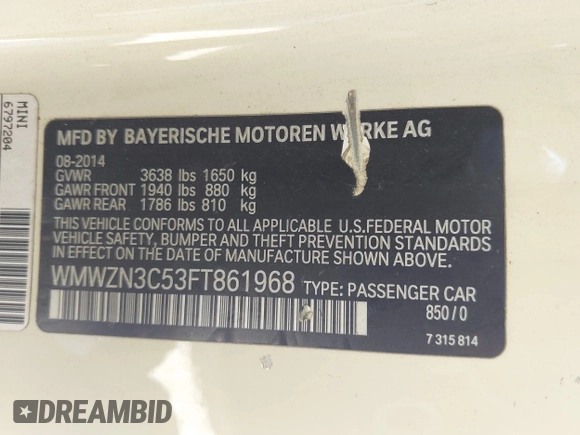 MINI
6797204
MFD BY BAYERISCHE MOTOREN WERKE AG
08-2014
GVWR 3638 lbs 1650 kg
GAWR FRONT 1940 lbs 880 kg
GAWR REAR 1786 lbs 810 kg
THIS VEHICLE CONFORMS TO ALL APPLICABLE U.S.FEDERAL MOTOR
VEHICLE SAFETY, BUMPER AND THEFT PREVENTION STANDARDS
IN EFFECT ON THE DATE OF MANUFACTURE SHOWN ABOVE.
WMWZN3C53FT861968 TYPE: PASSENGER CAR
850/0
7 315 814
DREAMBID